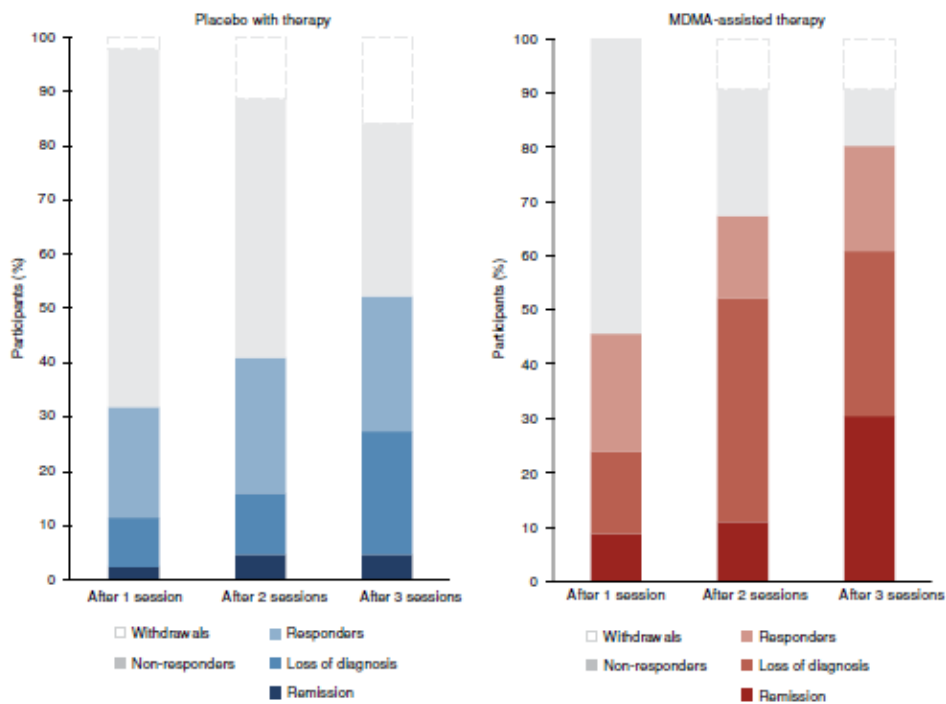 Placebo with therapy
Participants (%)
100
90
80
70
60
50
40
30
20
10
0
After 1 session After 2 sessions After 3 sessions
Withdrawals Responders
Non-responders Loss of diagnosis
Remission
MDMA-assisted therapy
Participants (%)
100
90
80
70
60
50
40
30
20
10
0
After 1 session After 2 sessions After 3 sessions
Withdrawals Responders
Non-responders Loss of diagnosis
Remission